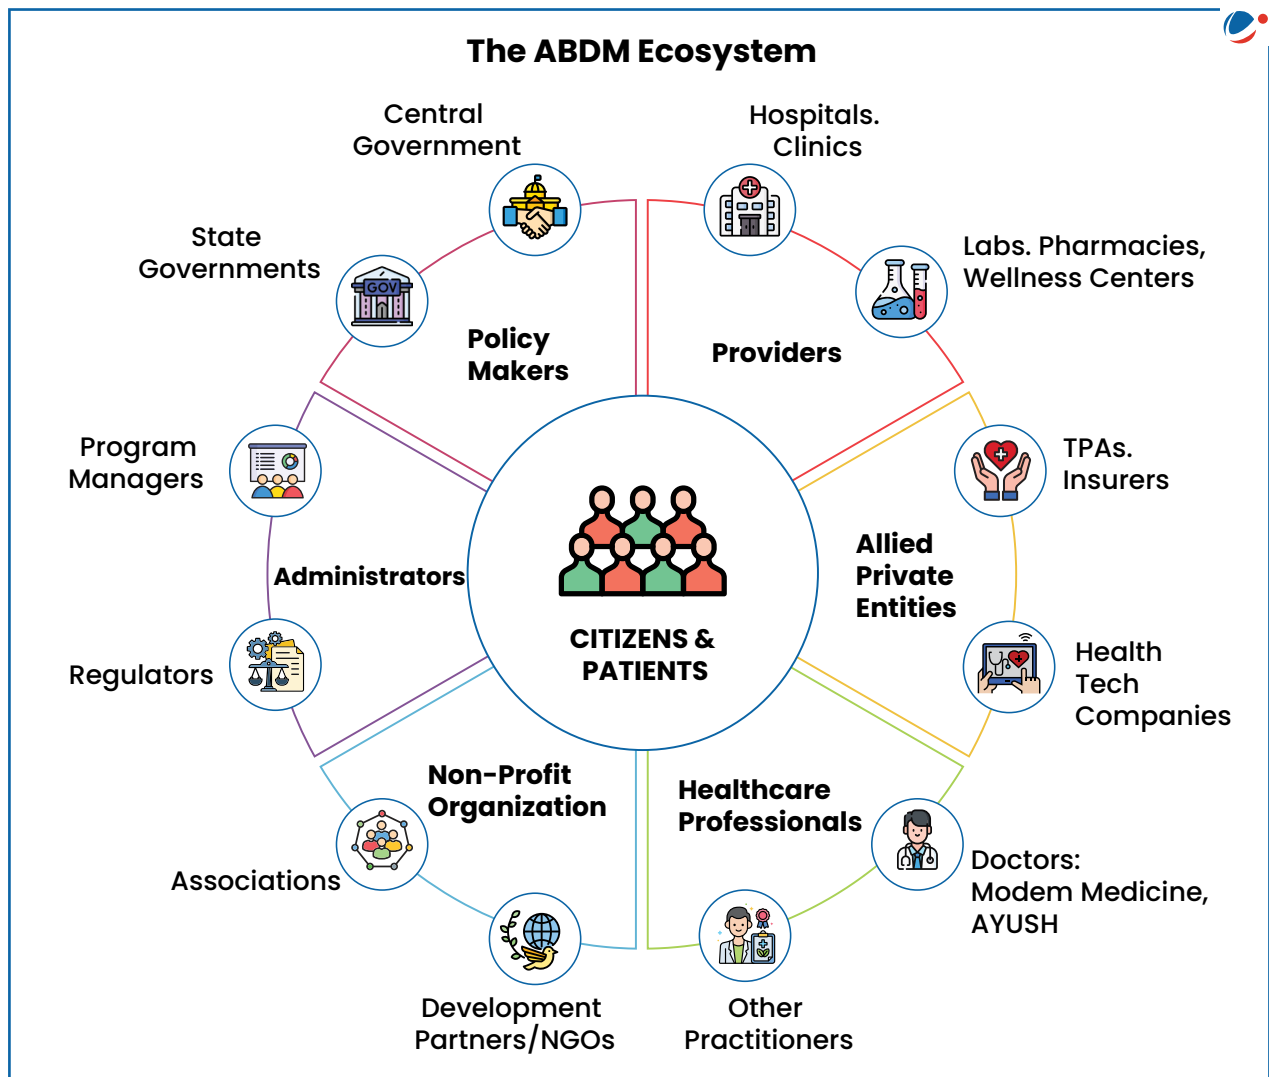 The ABDM Ecosystem
Central
Government
Hospitals.
Clinics
State
Governments
Labs. Pharmacies,
Wellness Centers
GOV
Policy
Makers
Providers
Program
Managers
TPAs.
Insurers
Administrators
Allied
Private
Entities
CITIZENS &
PATIENTS
Regulators
Health
Tech
Companies
Non-Profit
Organization
Healthcare
Professionals
Associations
Doctors:
Modem Medicine,
AYUSH
Development
Partners/NGOs
Other
Practitioners